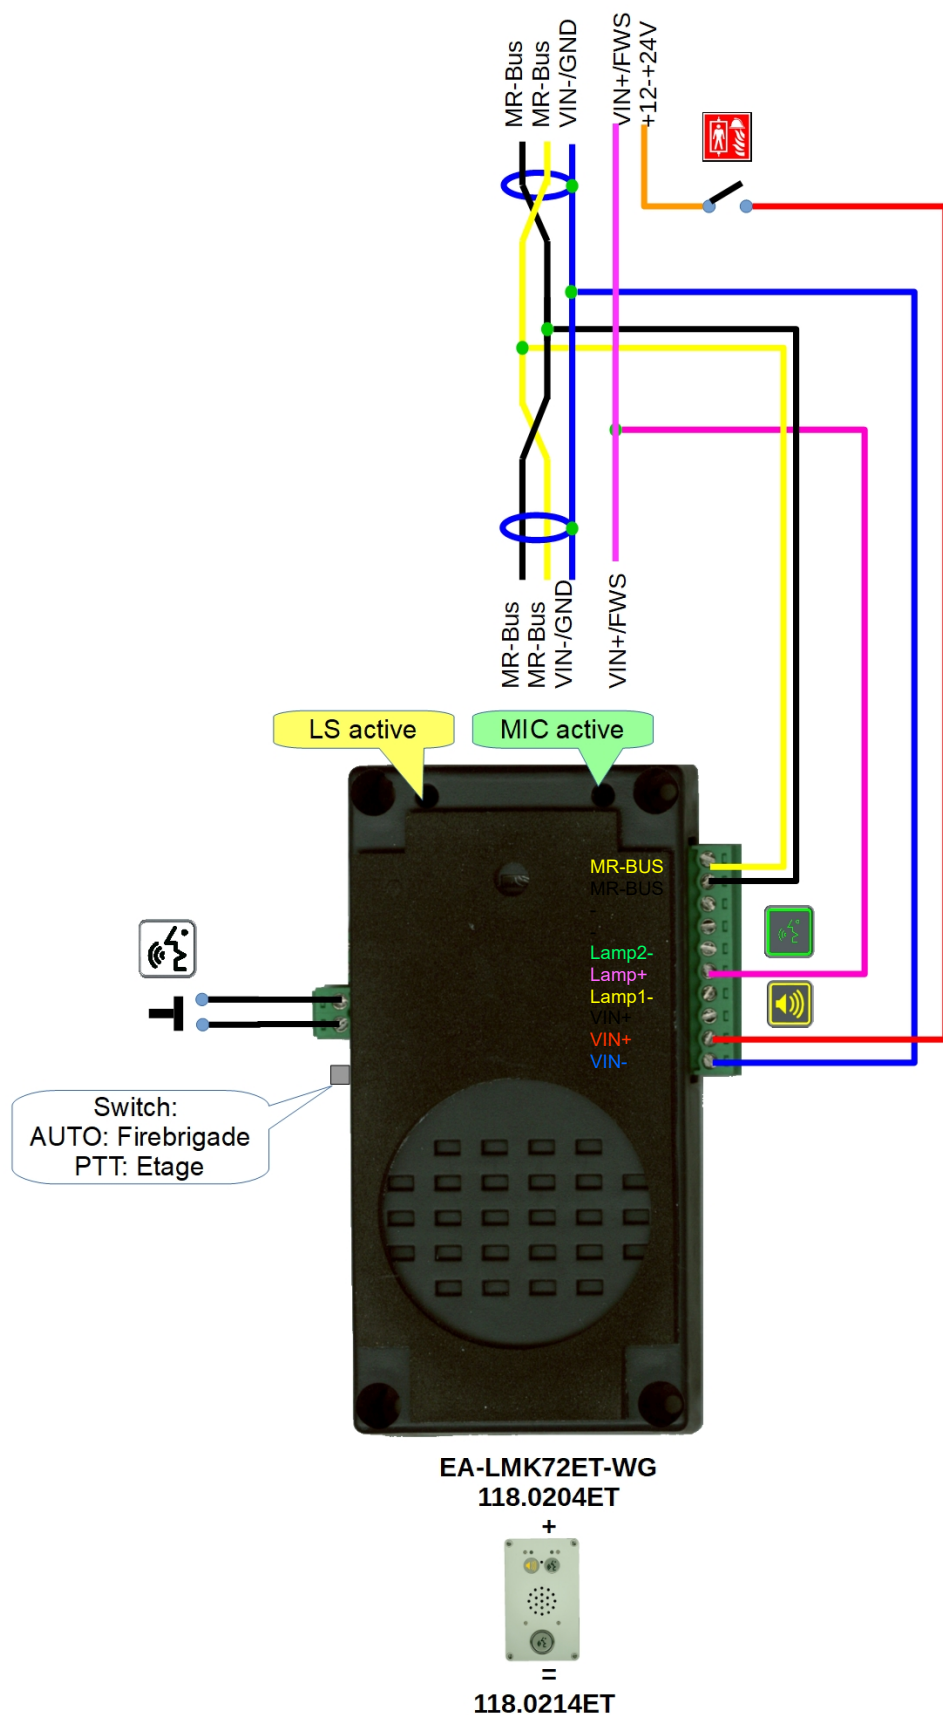 MR-Bus
MR-Bus
VIN-/GND
VIN+/FWS
+12-+24V
MR-Bus
MR-Bus
VIN-/GND
VIN+/FWS
LS active
MIC active
MR-BUS
MR-BUS
-
-
Lamp2-
Lamp+
Lamp1-
VIN+
VIN+
VIN-
Switch:
AUTO: Firebrigade
PTT: Etage
EA-LMK72ET-WG
118.0204ET
+
=
118.0214ET